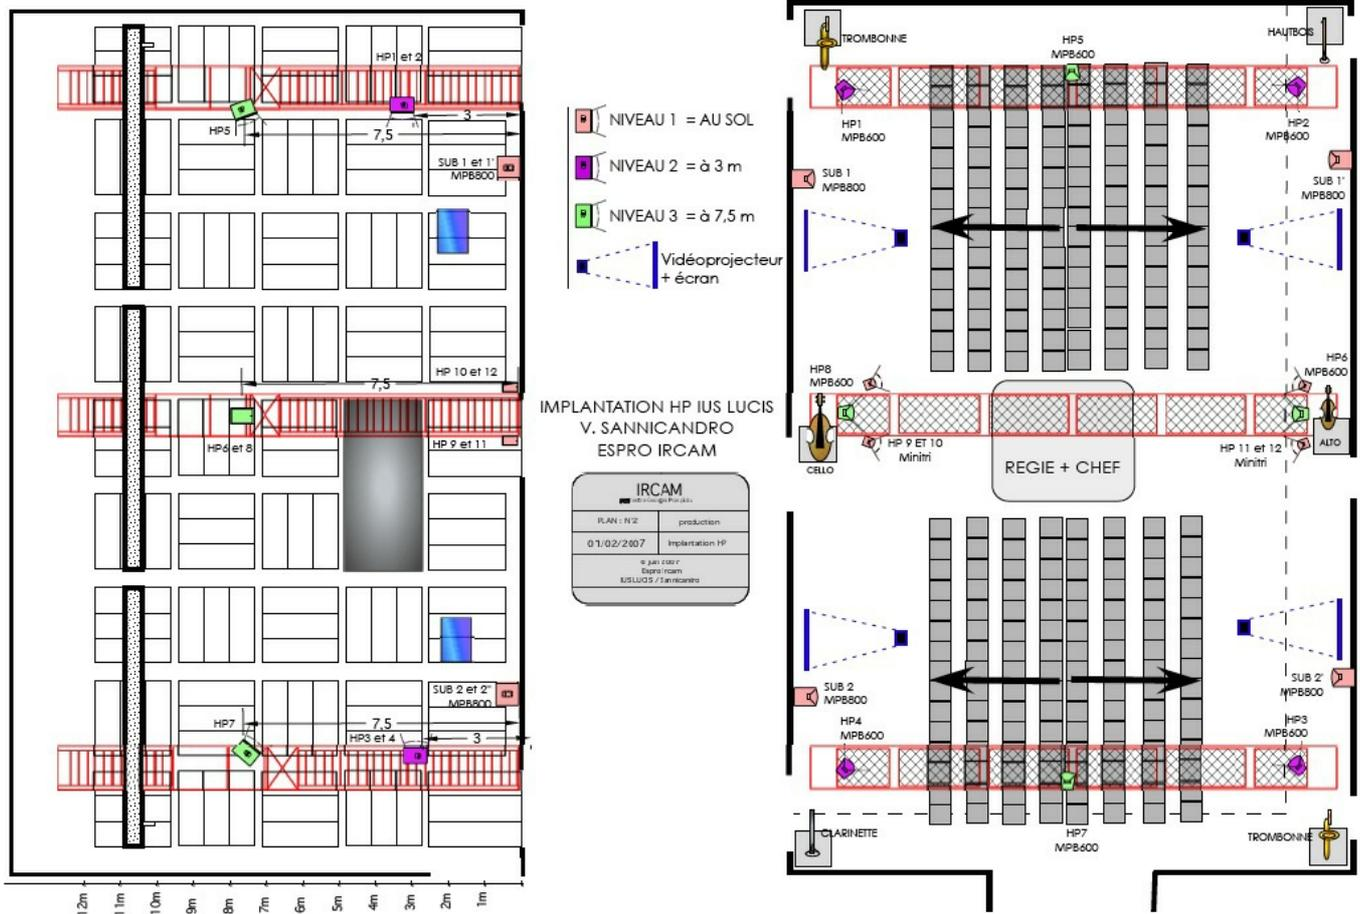 HP1 et 2
3
HP5
7,5
SUB 1 et 1'
MPB800
HP 10 et 12
7,5
HP6 et 8
HP 9 et 11
SUB 2 et 2"
MPB800
HP7
7,5
HP3 et 4
3
12m
11m
10m
9m
8m
7m
6m
5m
4m
3m
2m
1m
NIVEAU 1 = AU SOL
NIVEAU 2 = à 3 m
NIVEAU 3 = à 7,5 m
Vidéoprojecteur
+ écran
IMPLANTATION HP IUS LUCIS
V. SANNICANDRO
ESPRO IRCAM
IRCAM
PLAN : N°2
production
01/02/2007
Implantation HP
Espro Ircam
IUS LUCIS / Sannicandro
TROMBONNE
HP5
MPB600
HAUTBOIS
HP1
MPB600
HP2
MPB600
SUB 1
MPB800
SUB 1'
MPB800
HP8
MPB600
HP6
MPB600
CELLO
HP 9 ET 10
Minitri
REGIE + CHEF
HP 11 et 12
Minitri
ALTO
SUB 2
MPB800
SUB 2'
MPB800
HP4
MPB600
HP3
MPB600
CLARINETTE
HP7
MPB600
TROMBONNE